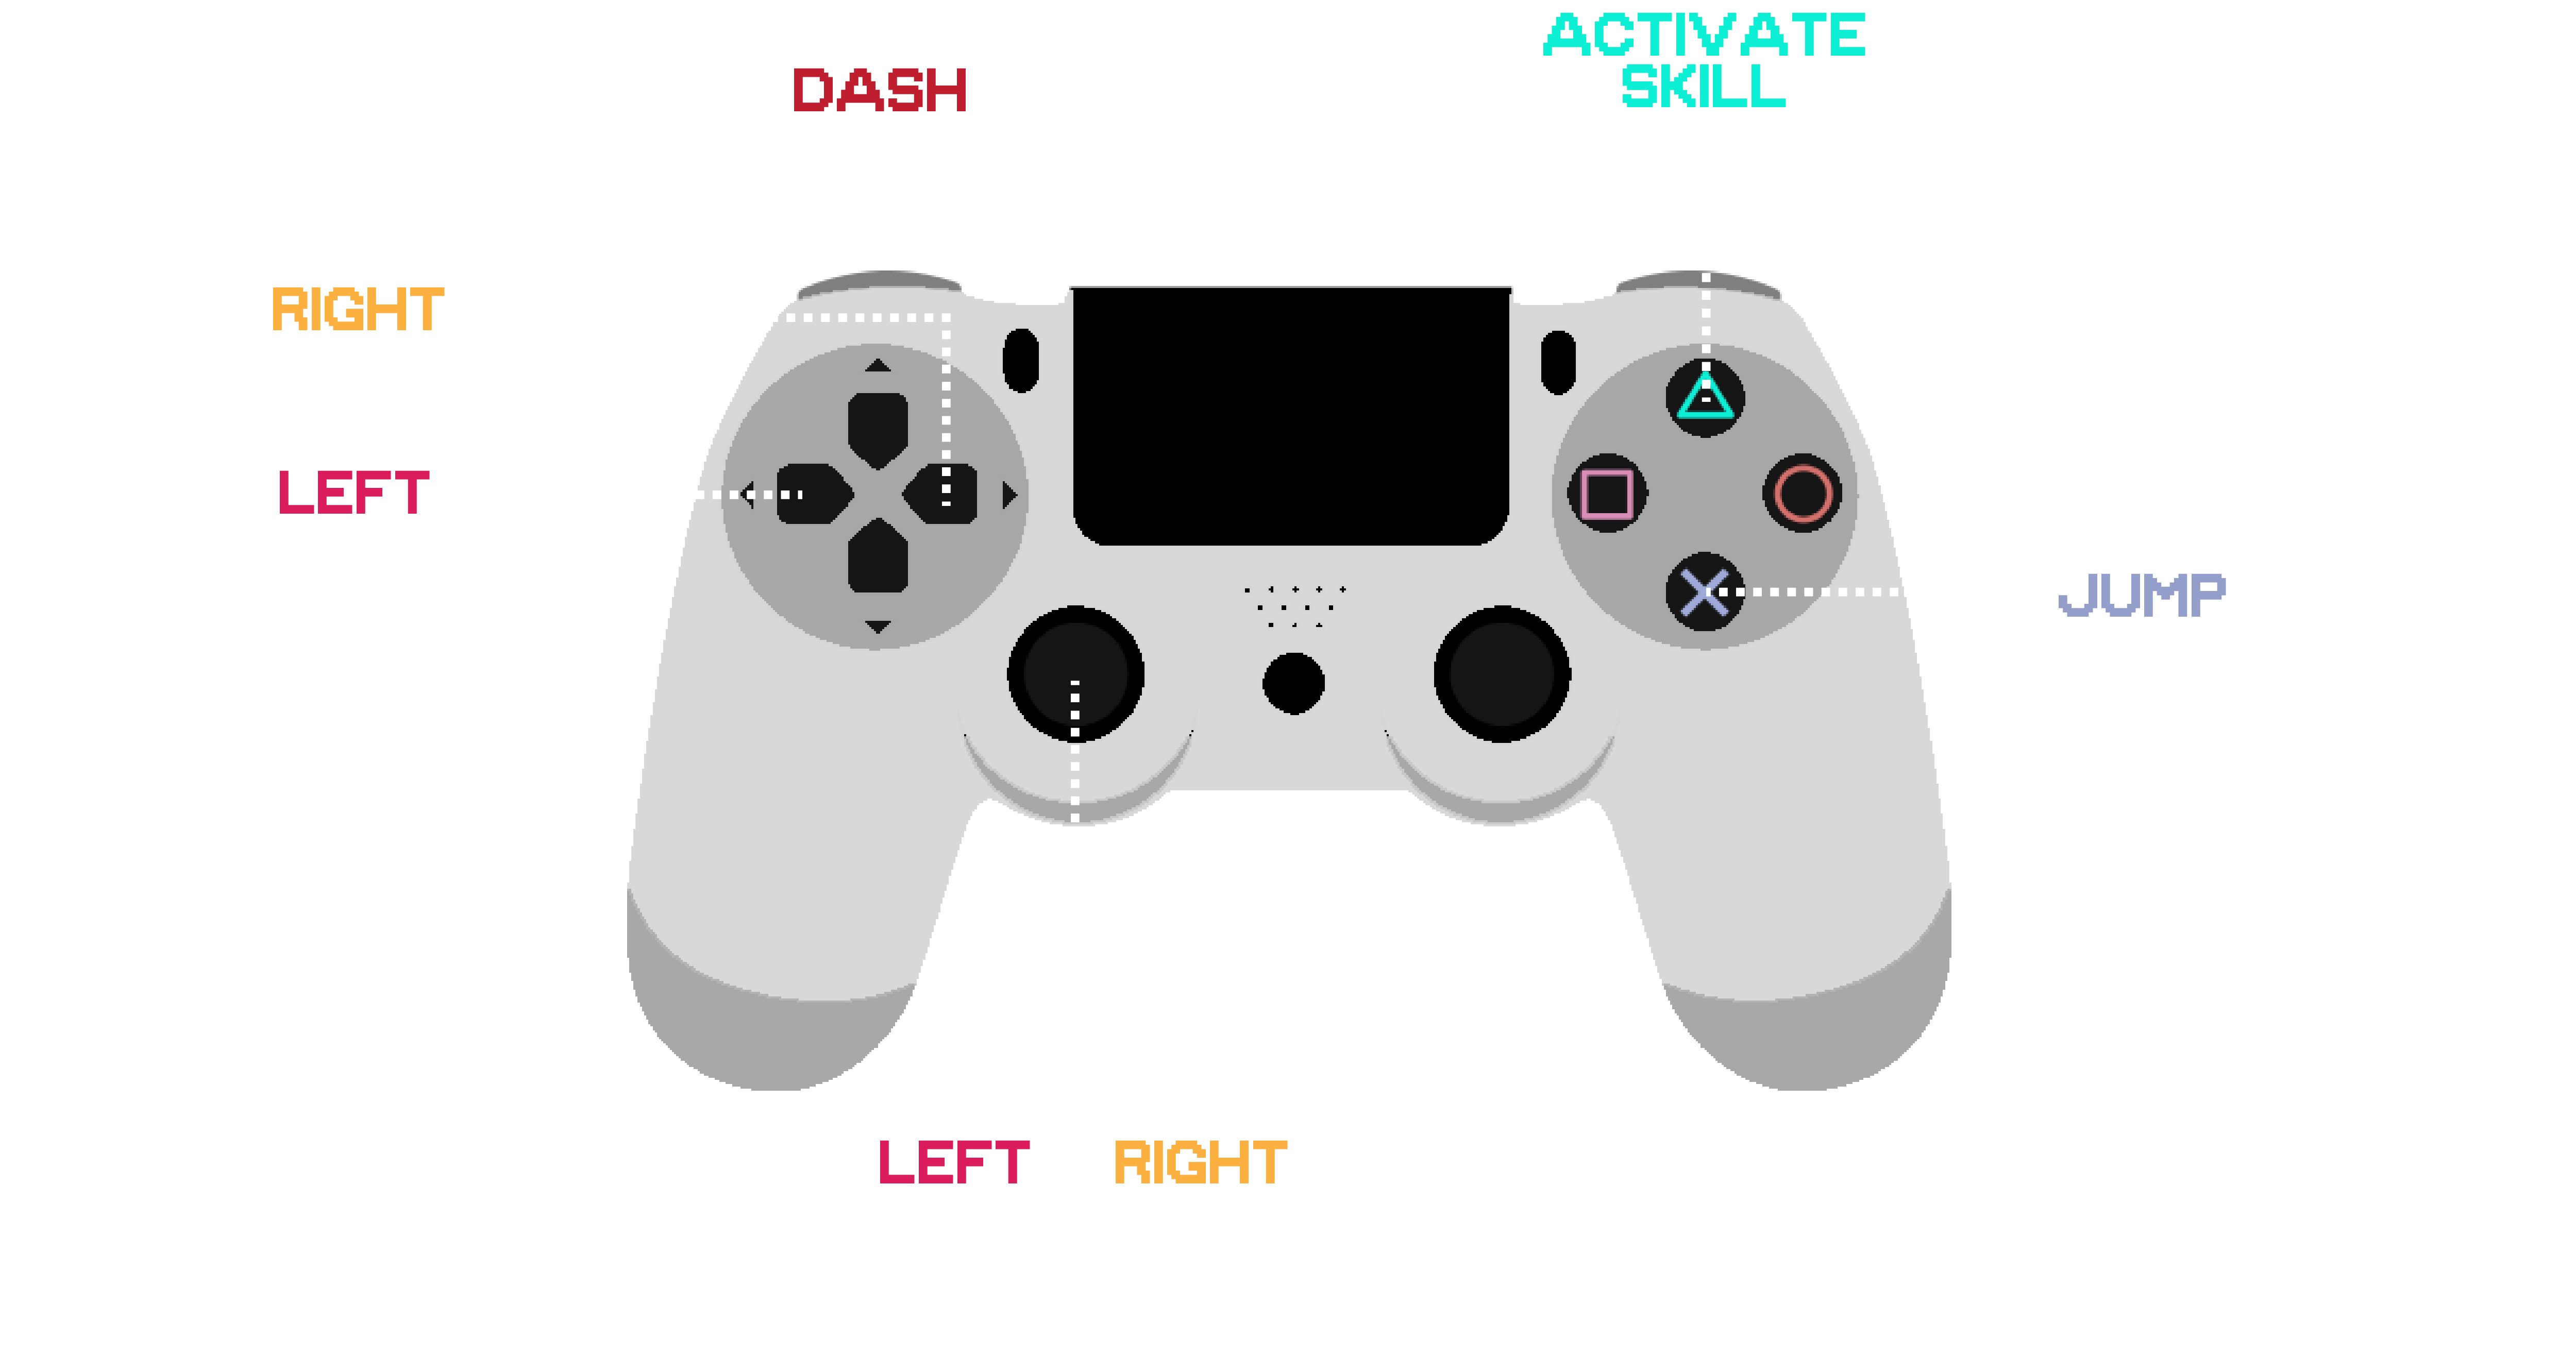 ACTIVATE
SKILL
DASH
RIGHT
LEFT
JUMP
LEFT RIGHT